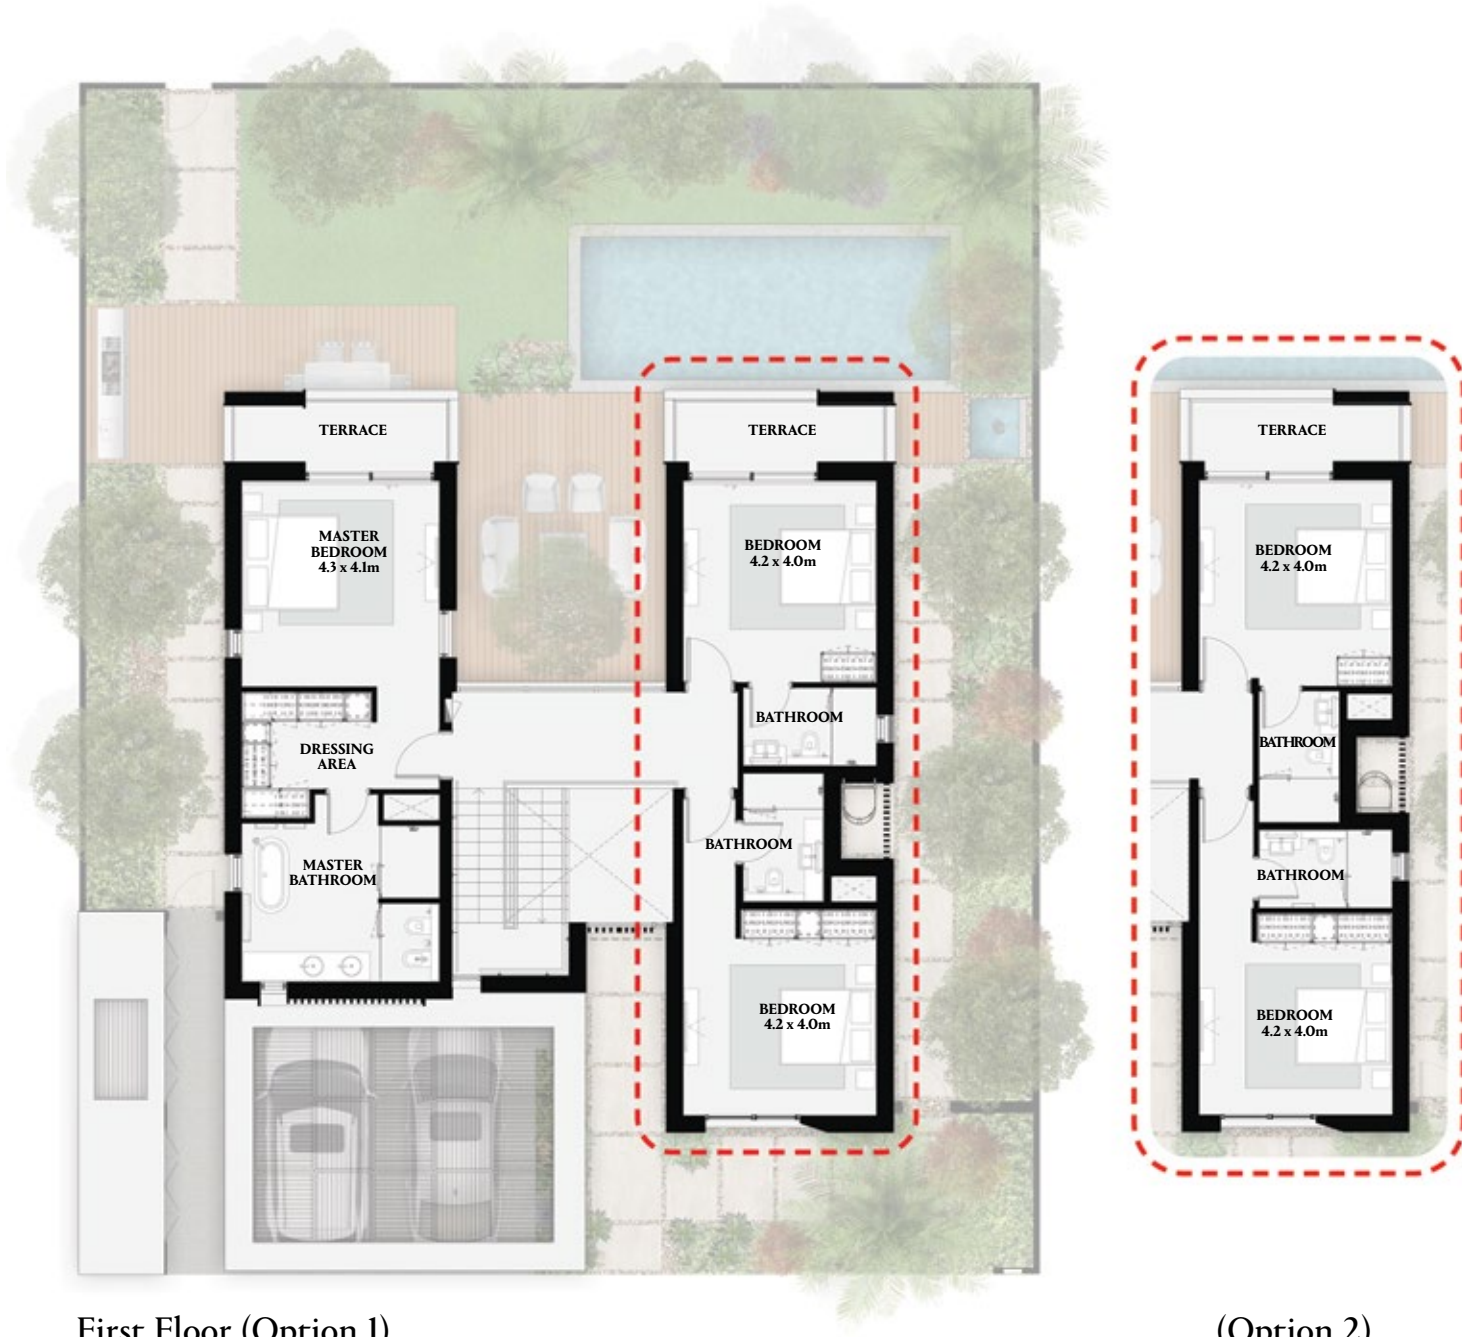 TERRACE
TERRACE
MASTER
BEDROOM
4.3 x 4.1m
BEDROOM
4.2 x 4.0m
BATHROOM
DRESSING
AREA
BATHROOM
MASTER
BATHROOM
BEDROOM
4.2 x 4.0m
TERRACE
BEDROOM
4.2 x 4.0m
BATHROOM
BATHROOM
BEDROOM
4.2 x 4.0m
First Floor (Option 1)
(Option 2)